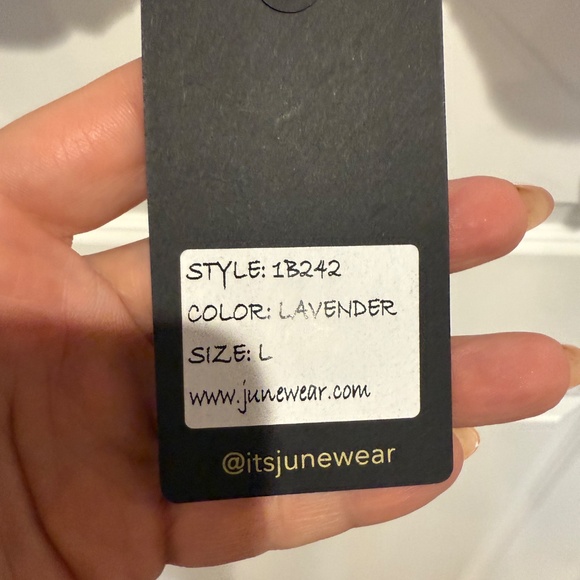 STYLE: 1B242
COLOR: LAVENDER
SIZE: L
www.junewear.com
@itsjunewear